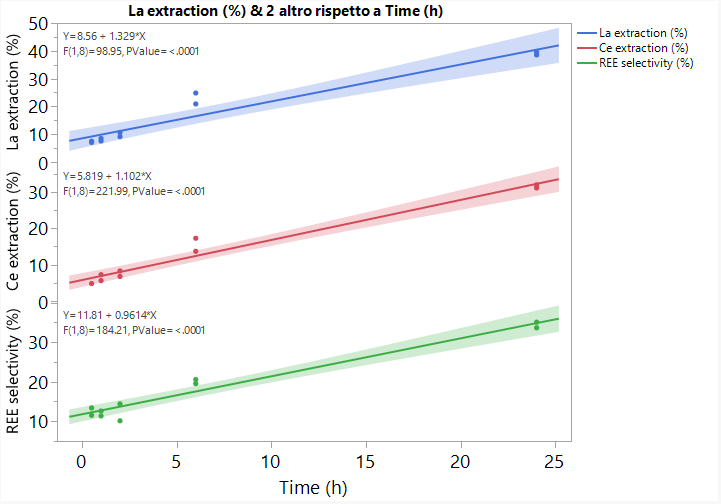 La extraction (%) & 2 altro rispetto a Time (h)
La extraction (%)
Ce extraction (%)
REE selectivity (%)
La extraction (%)
50
40
30
20
10
0
Y=8.56 + 1.329*X
F(1,8)=98.95, PValue=<.0001
Ce extraction (%)
30
20
10
0
Y=5.819 + 1.102*X
F(1,8)=221.99, PValue=<.0001
REE selectivity (%)
30
20
10
Y=11.81 + 0.9614*X
F(1,8)=184.21, PValue=<.0001
0 5 10 15 20 25
Time (h)